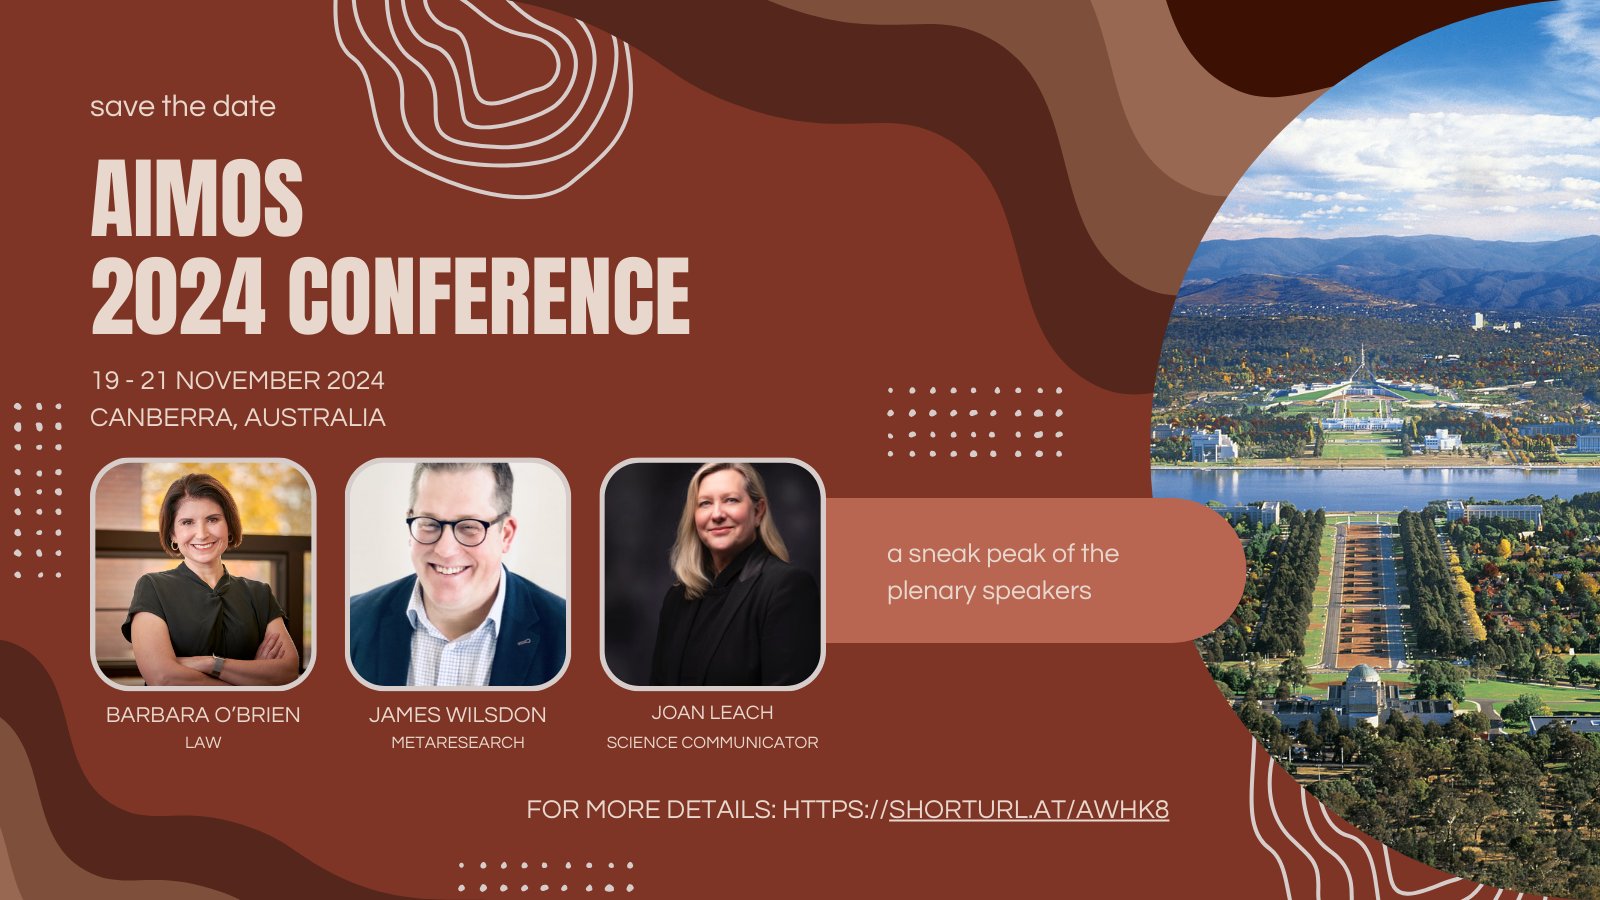 save the date
AIMOS
2024 CONFERENCE
19 - 21 NOVEMBER 2024
CANBERRA, AUSTRALIA
a sneak peak of the
plenary speakers
BARBARA O’BRIEN
LAW
JAMES WILSDON
METARESEARCH
JOAN LEACH
SCIENCE COMMUNICATOR
FOR MORE DETAILS: HTTPS://SHORTURL.AT/AWHK8